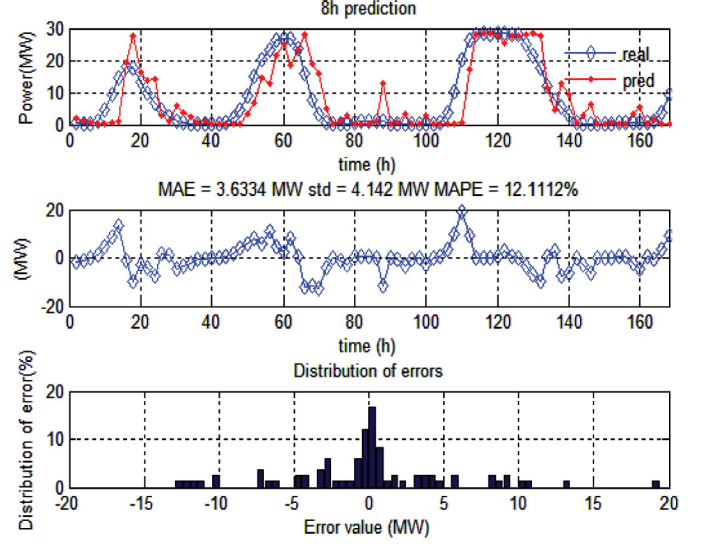 8h prediction
Power(MW)
30
20
10
0
real
pred
0 20 40 60 80 100 120 140 160
time (h)
MAE = 3.6334 MW std = 4.142 MW MAPE = 12.1112%
(MW)
20
0
-20
0 20 40 60 80 100 120 140 160
time (h)
Distribution of errors
Distribution of error(%)
20
10
0
-20 -15 -10 -5 0 5 10 15 20
Error value (MW)